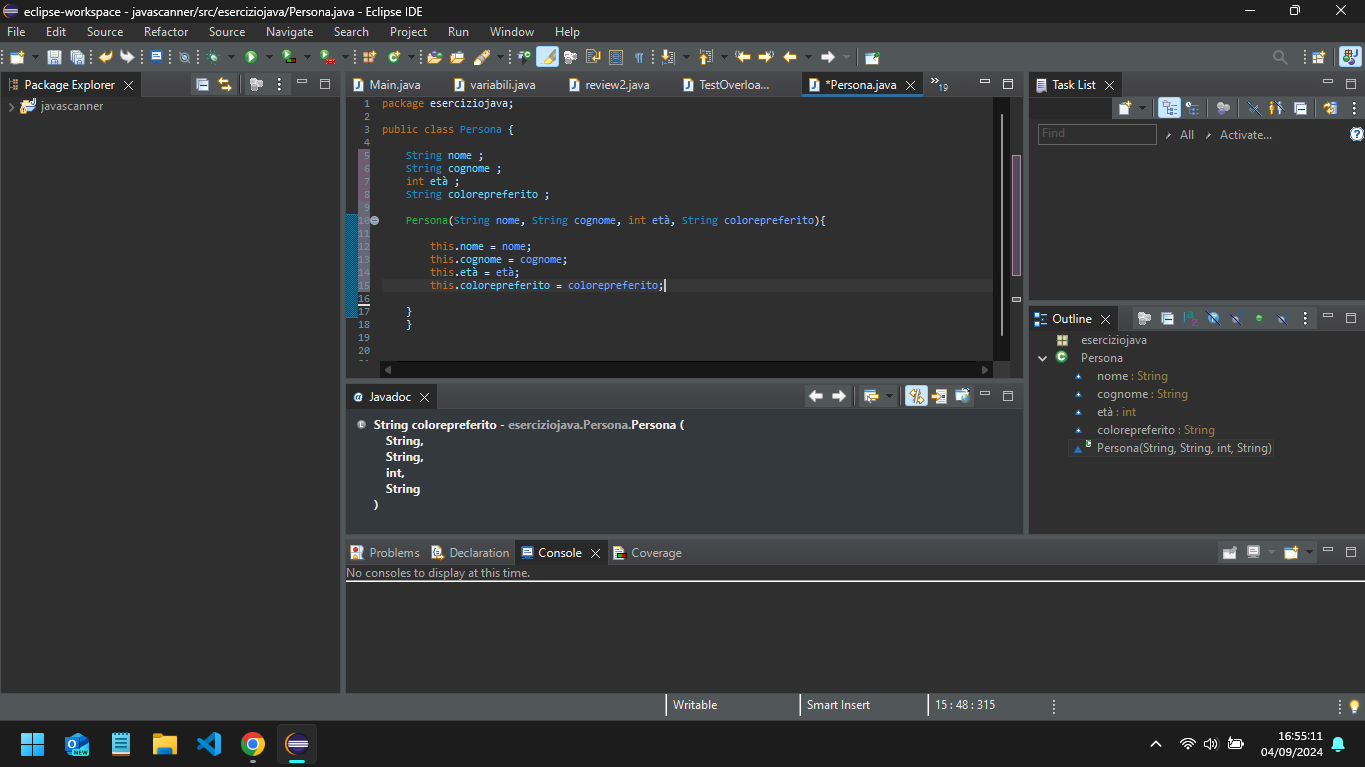 eclipse-workspace - javascanner/src/eserciziojava/Persona.java - Eclipse IDE
File Edit Source Refactor Source Navigate Search Project Run Window Help
Package Explorer
javascanner
Main.java variabili.java review2.java TestOverloa... *Persona.java »19
1 package eserciziojava;
2
3 public class Persona {
4
5 String nome ;
6 String cognome ;
7 int età ;
8 String colorepreferito ;
9
10 Persona(String nome, String cognome, int età, String colorepreferito){
11
12 this.nome = nome;
13 this.cognome = cognome;
14 this.età = età;
15 this.colorepreferito = colorepreferito;
16
17 }
18 }
19
20
Task List
Find All Activate...
Outline
eserciziojava
Persona
nome : String
cognome : String
età : int
colorepreferito : String
Persona(String, String, int, String)
Javadoc
String colorepreferito - eserciziojava.Persona.Persona (
String,
String,
int,
String
)
Problems Declaration Console Coverage
No consoles to display at this time.
Writable Smart Insert 15 : 48 : 315
NEW
16:55:11
04/09/2024